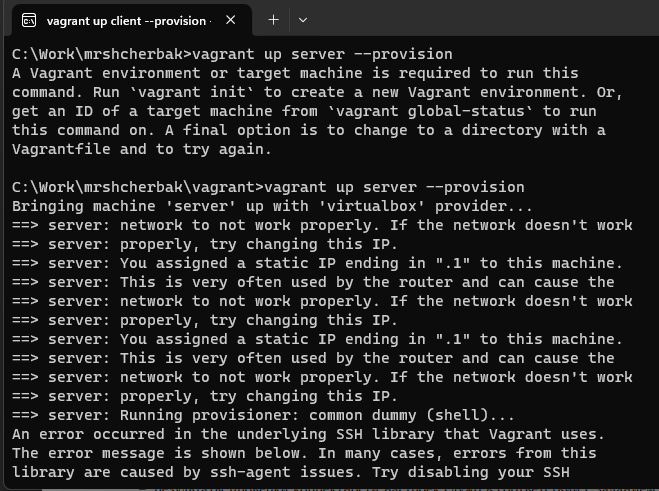 vagrant up client --provision -
C:\Work\mrshcherbak>vagrant up server --provision
A Vagrant environment or target machine is required to run this
command. Run `vagrant init` to create a new Vagrant environment. Or,
get an ID of a target machine from `vagrant global-status` to run
this command on. A final option is to change to a directory with a
Vagrantfile and to try again.
C:\Work\mrshcherbak\vagrant>vagrant up server --provision
Bringing machine 'server' up with 'virtualbox' provider...
==> server: network to not work properly. If the network doesn't work
==> server: properly, try changing this IP.
==> server: You assigned a static IP ending in ".1" to this machine.
==> server: This is very often used by the router and can cause the
==> server: network to not work properly. If the network doesn't work
==> server: properly, try changing this IP.
==> server: You assigned a static IP ending in ".1" to this machine.
==> server: This is very often used by the router and can cause the
==> server: network to not work properly. If the network doesn't work
==> server: properly, try changing this IP.
==> server: Running provisioner: common dummy (shell)...
An error occurred in the underlying SSH library that Vagrant uses.
The error message is shown below. In many cases, errors from this
library are caused by ssh-agent issues. Try disabling your SSH